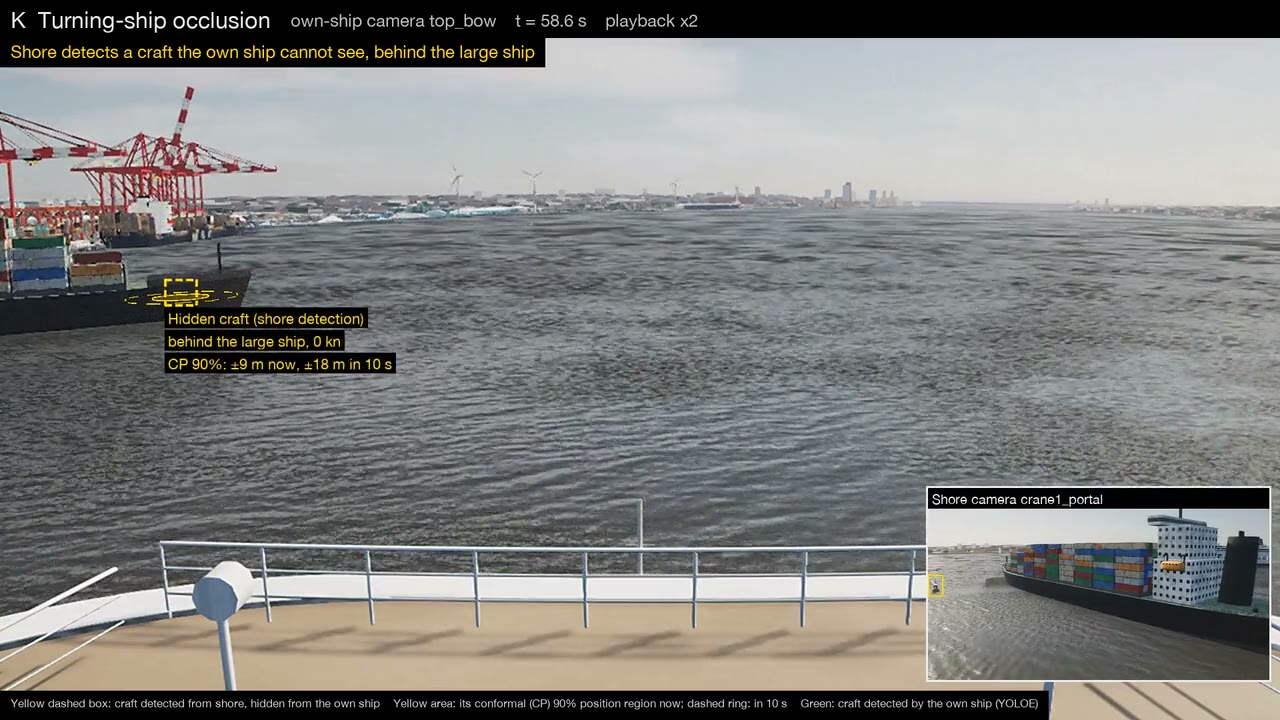 K Turning-ship occlusion own-ship camera top_bow t = 58.6 s playback x2
Shore detects a craft the own ship cannot see, behind the large ship
Hidden craft (shore detection)
behind the large ship, 0 kn
CP 90%: ±9 m now, ±18 m in 10 s
Shore camera crane1_portal
Yellow dashed box: craft detected from shore, hidden from the own ship Yellow area: its conformal (CP) 90% position region now; dashed ring: in 10 s Green: craft detected by the own ship (YOLOE)